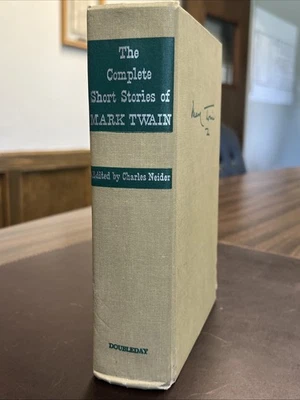 The
Complete
Short Stories of
MARK TWAIN
Edited by Charles Neider
DOUBLEDAY